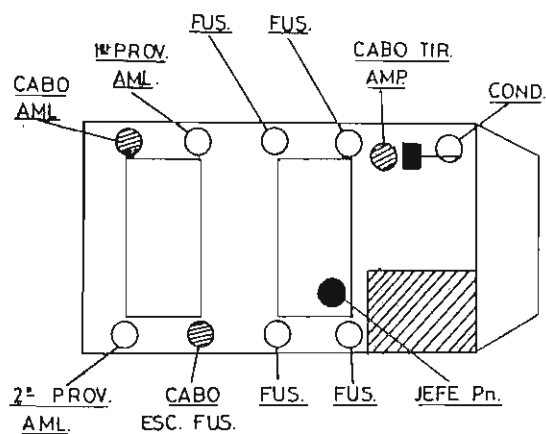 FUS.
FUS.
1er PROV.
AML.
CABO TIR.
AMP.
CABO
AML
COND.
2º PROV.
AML.
CABO
ESC. FUS.
FUS.
FUS.
JEFE Pn.